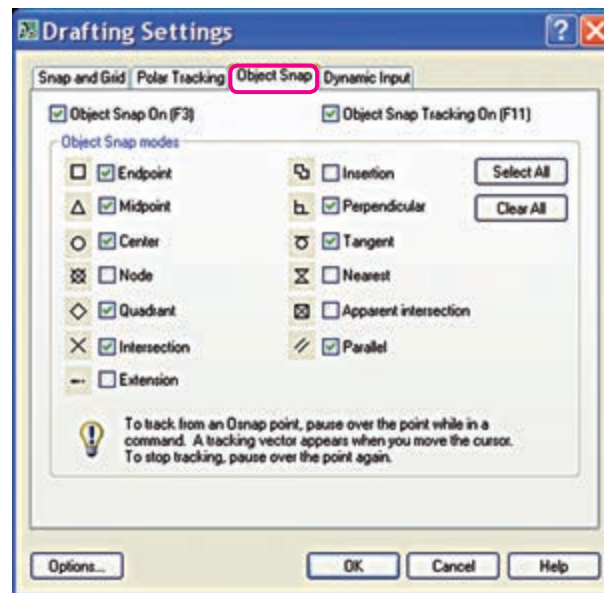 Drafting Settings
Snap and Grid Polar Tracking Object Snap Dynamic Input
Object Snap On (F3) Object Snap Tracking On (F11)
Object Snap modes
Endpoint Insertion Select All
Midpoint Perpendicular Clear All
Center Tangent
Node Nearest
Quadrant Apparent intersection
Intersection Parallel
Extension
To track from an Osnap point, pause over the point while in a
command. A tracking vector appears when you move the cursor.
To stop tracking, pause over the point again.
Options... OK Cancel Help